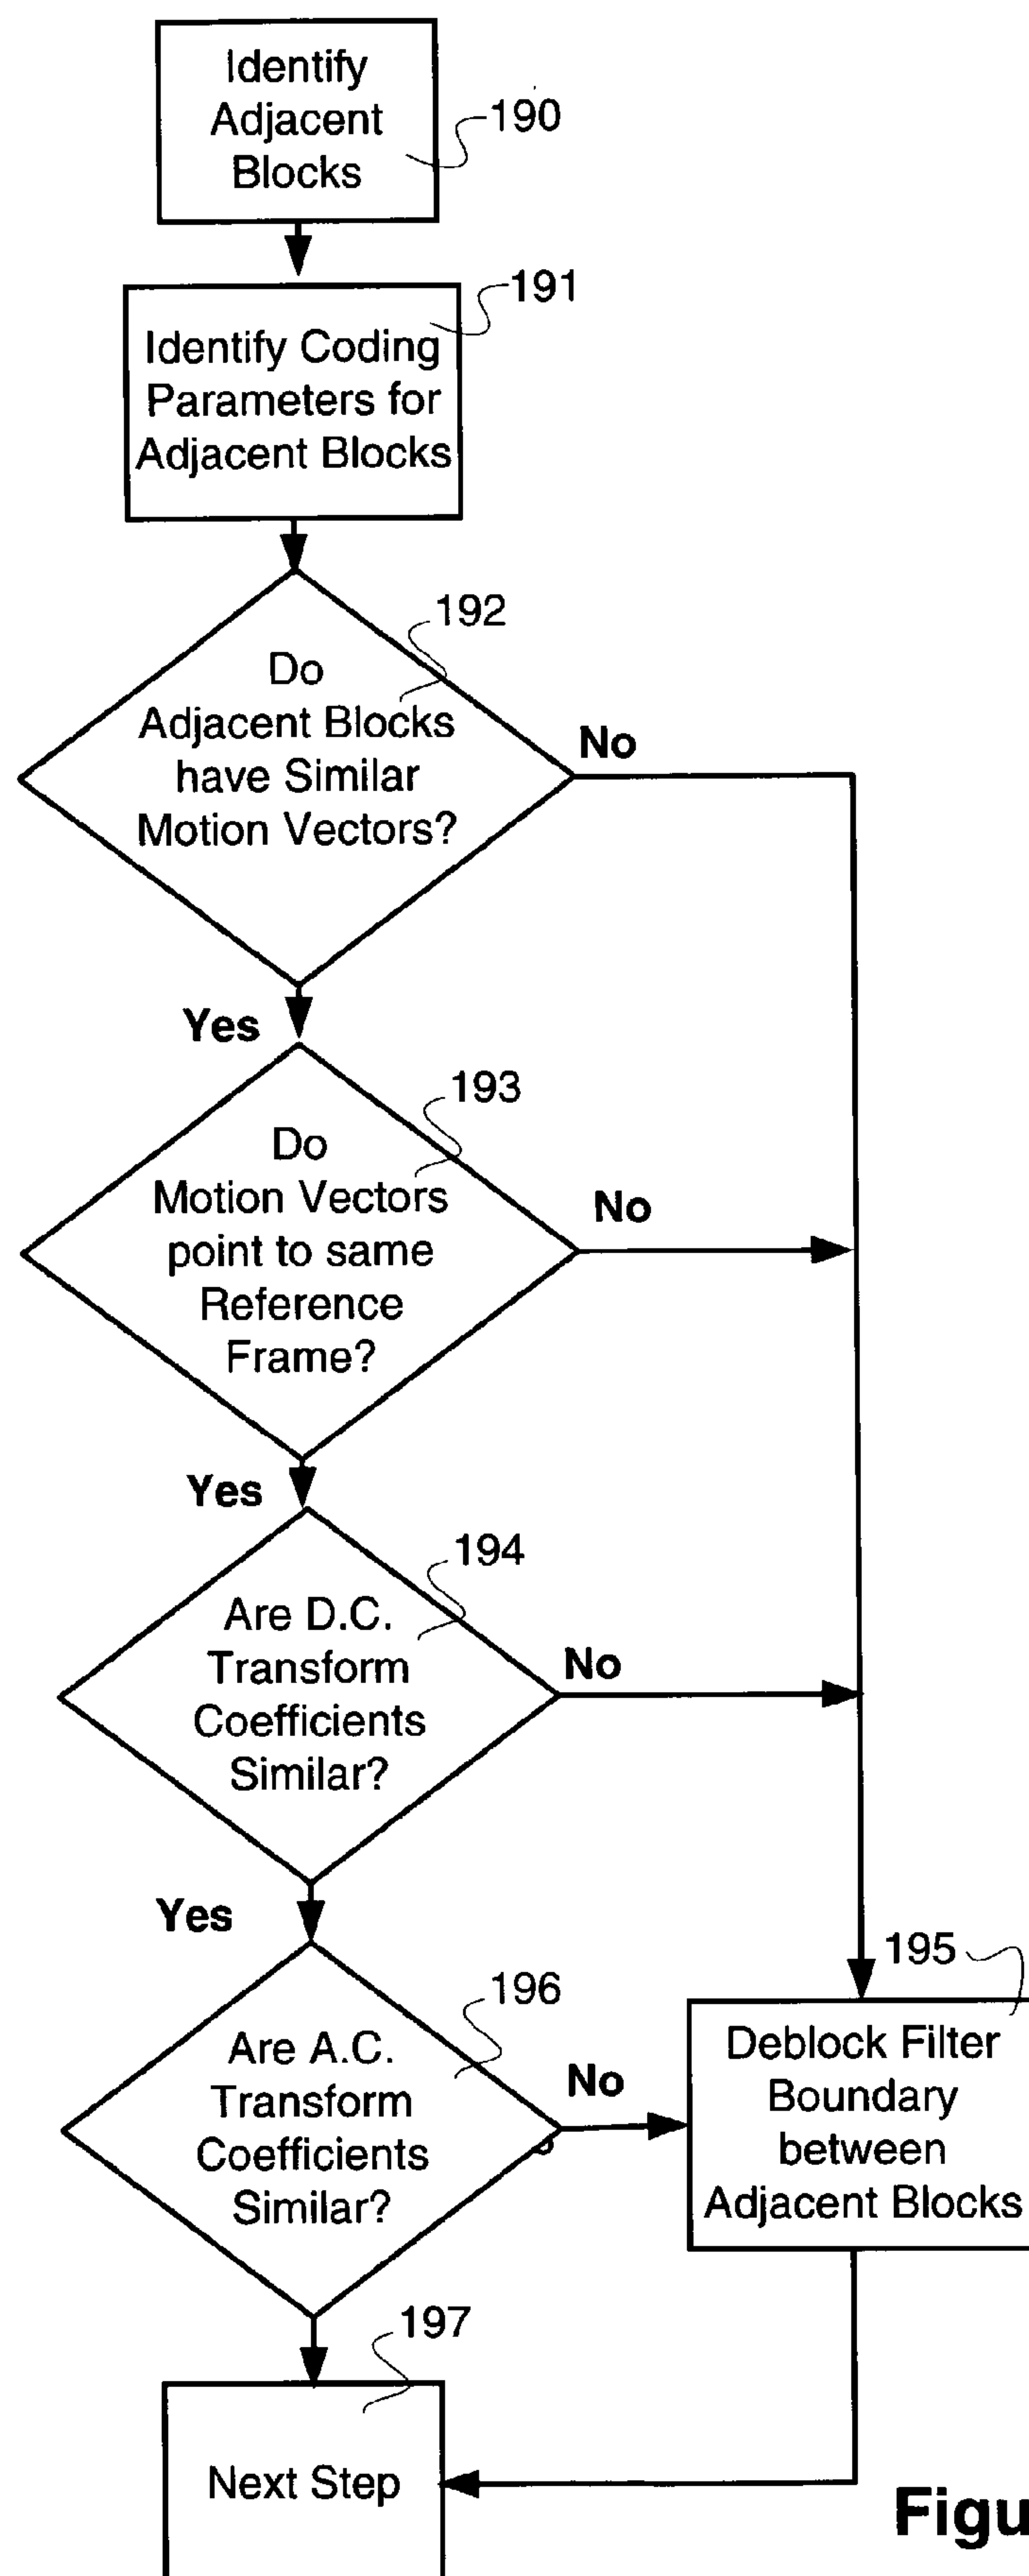 Identify
Adjacent
Blocks
190
191
Identify Coding
Parameters for
Adjacent Blocks
192
Do
Adjacent Blocks
have Similar
Motion Vectors?
No
Yes
193
Do
Motion Vectors
point to same
Reference
Frame?
No
Yes
194
Are D.C.
Transform
Coefficients
Similar?
No
Yes
196
Are A.C.
Transform
Coefficients
Similar?
No
195
Deblock Filter
Boundary
between
Adjacent Blocks
197
Next Step
Figu